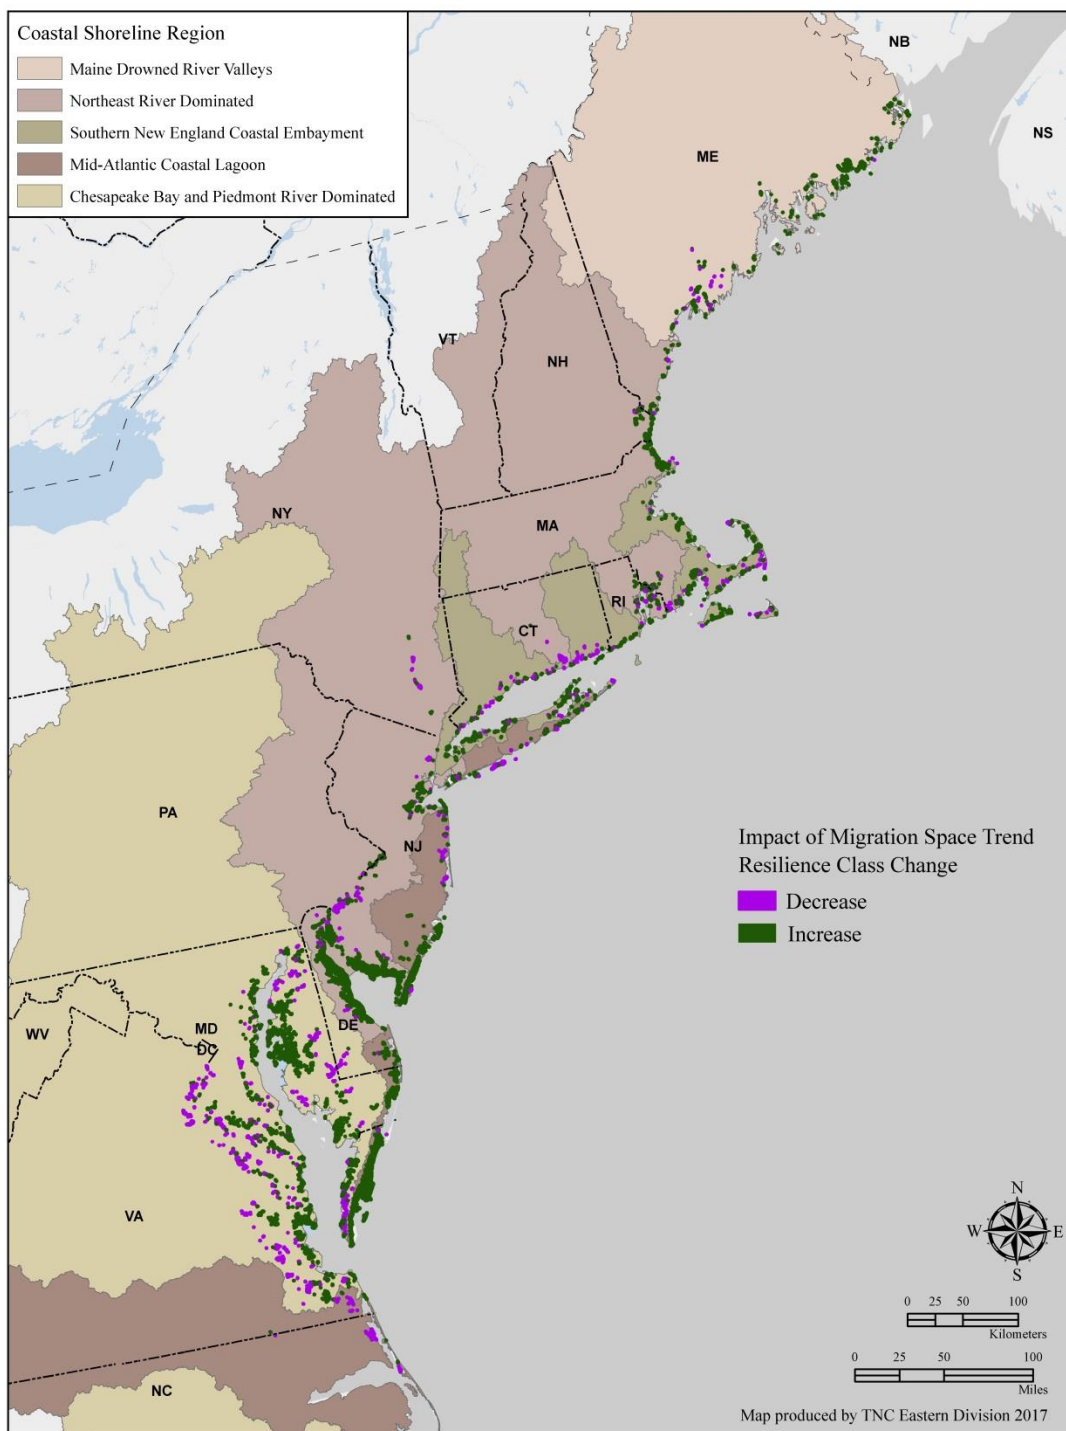 Coastal Shoreline Region
Maine Drowned River Valleys
Northeast River Dominated
Southern New England Coastal Embayment
Mid-Atlantic Coastal Lagoon
Chesapeake Bay and Piedmont River Dominated
NB
NS
ME
VT
NH
NY
MA
RI
CT
PA
NJ
Impact of Migration Space Trend
Resilience Class Change
Decrease
Increase
WV
MD
DC
DE
VA
NC
N
W
E
S
0 25 50 100
Kilometers
0 25 50 100
Miles
Map produced by TNC Eastern Division 2017